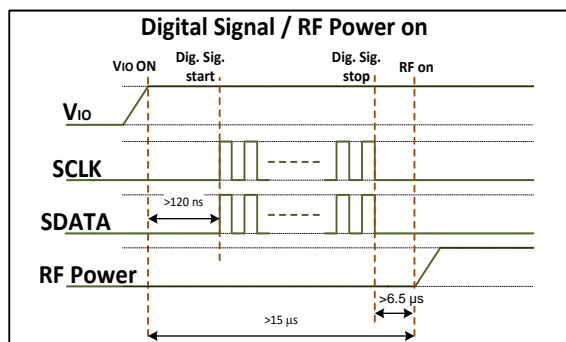 Digital Signal / RF Power on
VIO ON
Dig. Sig.
start
Dig. Sig.
stop
RF on
VIO
SCLK
>120 ns
SDATA
RF Power
>6.5 µs
>15 µs